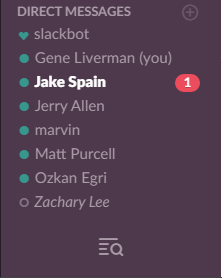 DIRECT MESSAGES
slackbot
Gene Liverman (you)
Jake Spain 1
Jerry Allen
marvin
Matt Purcell
Ozkan Egri
Zachary Lee